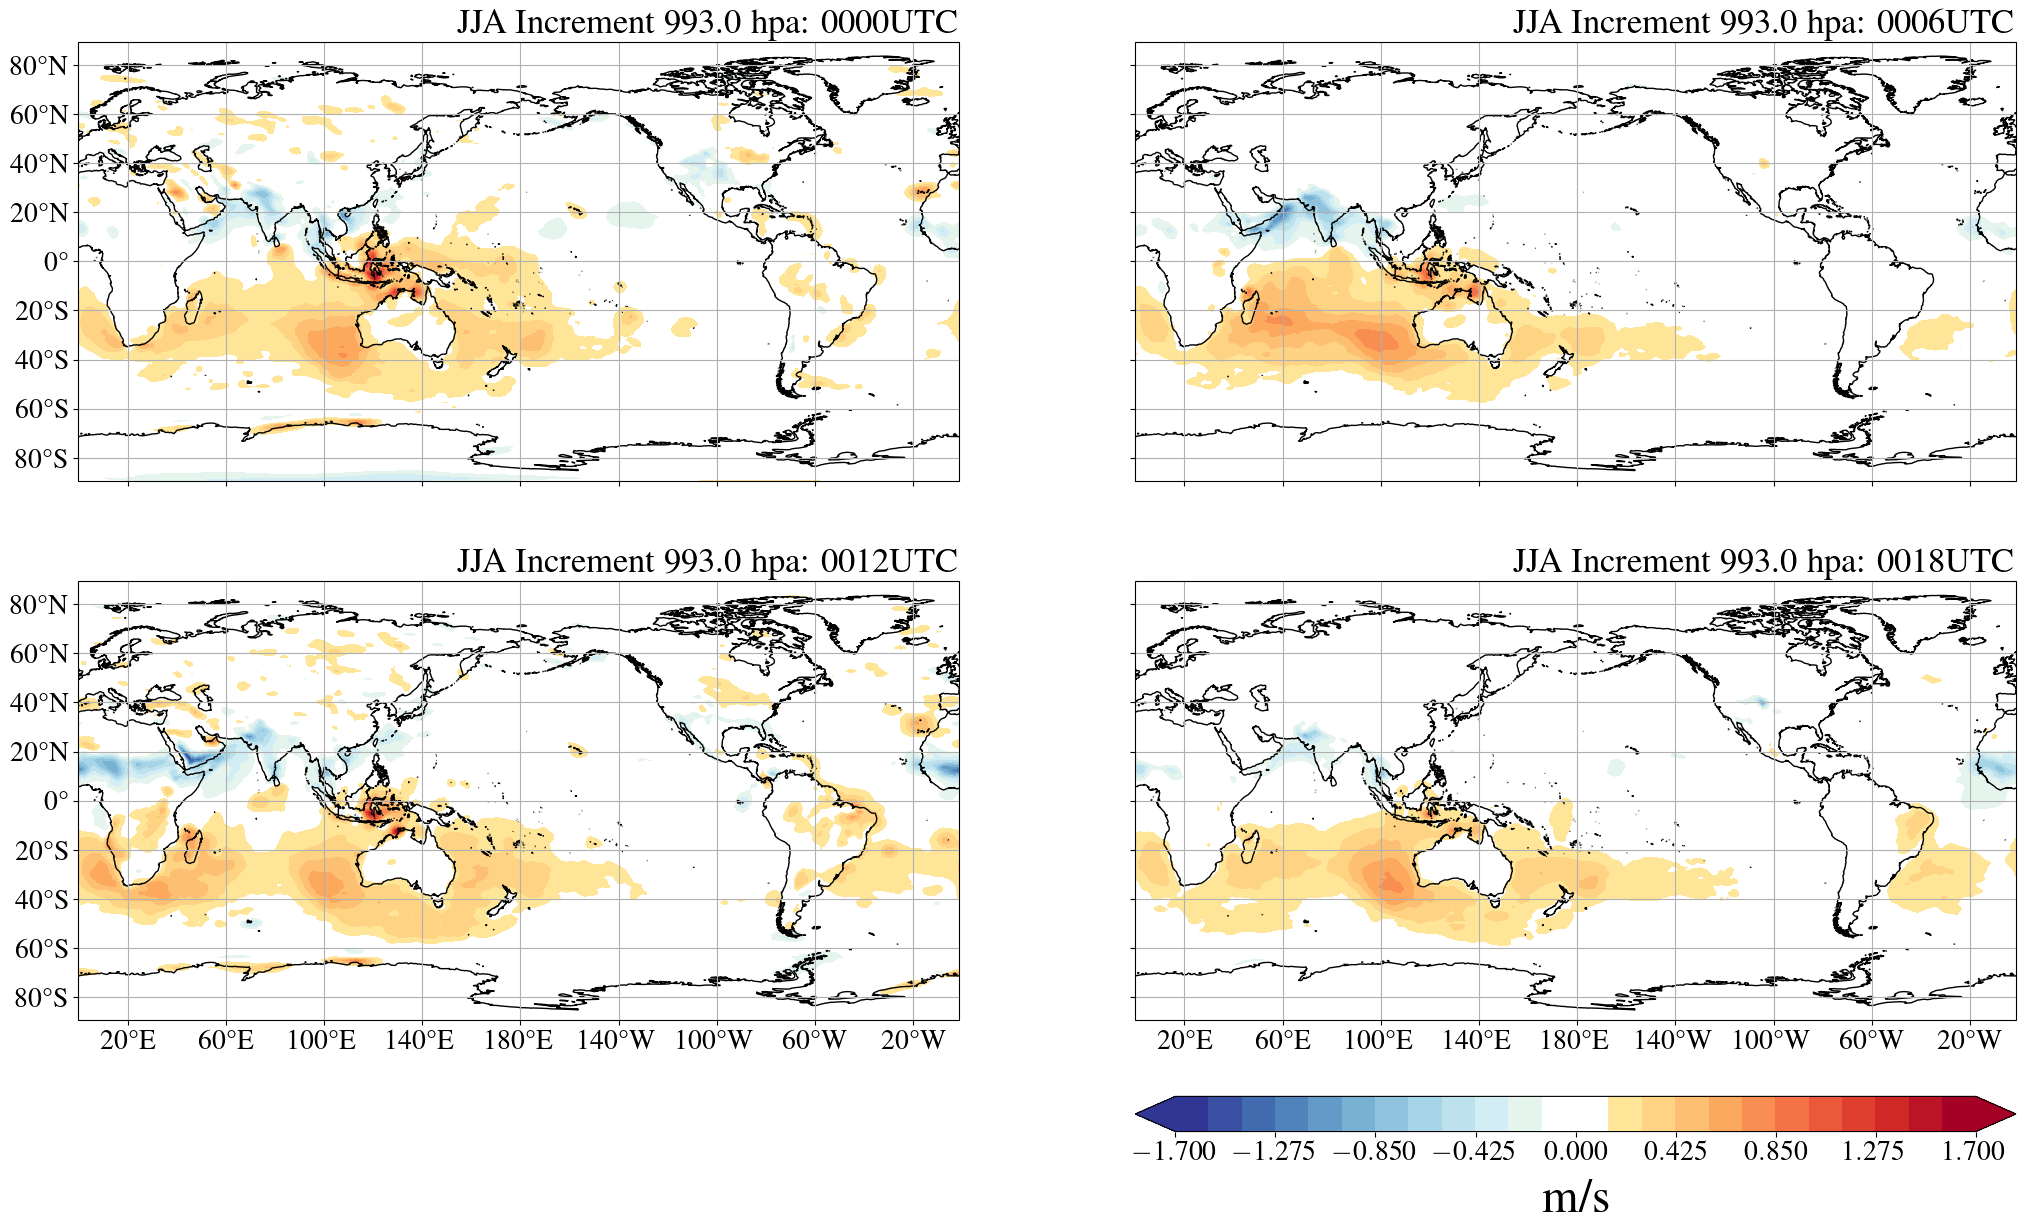 JJA Increment 993.0 hpa: 0000UTC
JJA Increment 993.0 hpa: 0006UTC
80°N
60°N
40°N
20°N
0°
20°S
40°S
60°S
80°S
JJA Increment 993.0 hpa: 0012UTC
JJA Increment 993.0 hpa: 0018UTC
80°N
60°N
40°N
20°N
0°
20°S
40°S
60°S
80°S
20°E 60°E 100°E 140°E 180°E 140°W 100°W 60°W 20°W
20°E 60°E 100°E 140°E 180°E 140°W 100°W 60°W 20°W
−1.700 −1.275 −0.850 −0.425 0.000 0.425 0.850 1.275 1.700
m/s